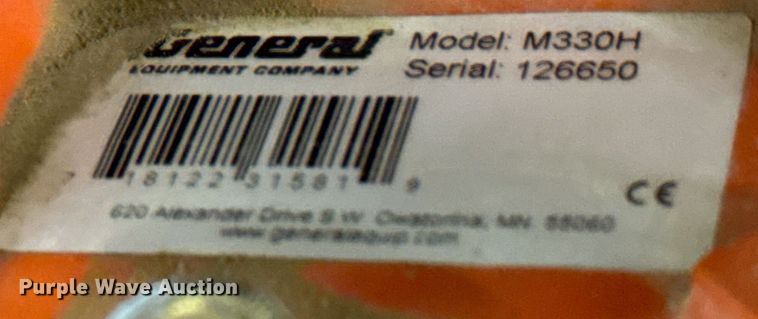 General
EQUIPMENT COMPANY
Model: M330H
Serial: 126650
7 18122 31581 9
CE
620 Alexander Drive S.W. Owatonna, MN. 55060
www.generalequip.com
Purple Wave Auction